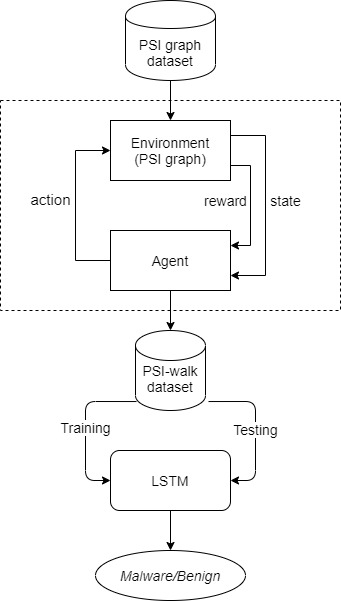 PSI graph
dataset
Environment
(PSI graph)
action
reward
state
Agent
PSI-walk
dataset
Training
Testing
LSTM
Malware/Benign